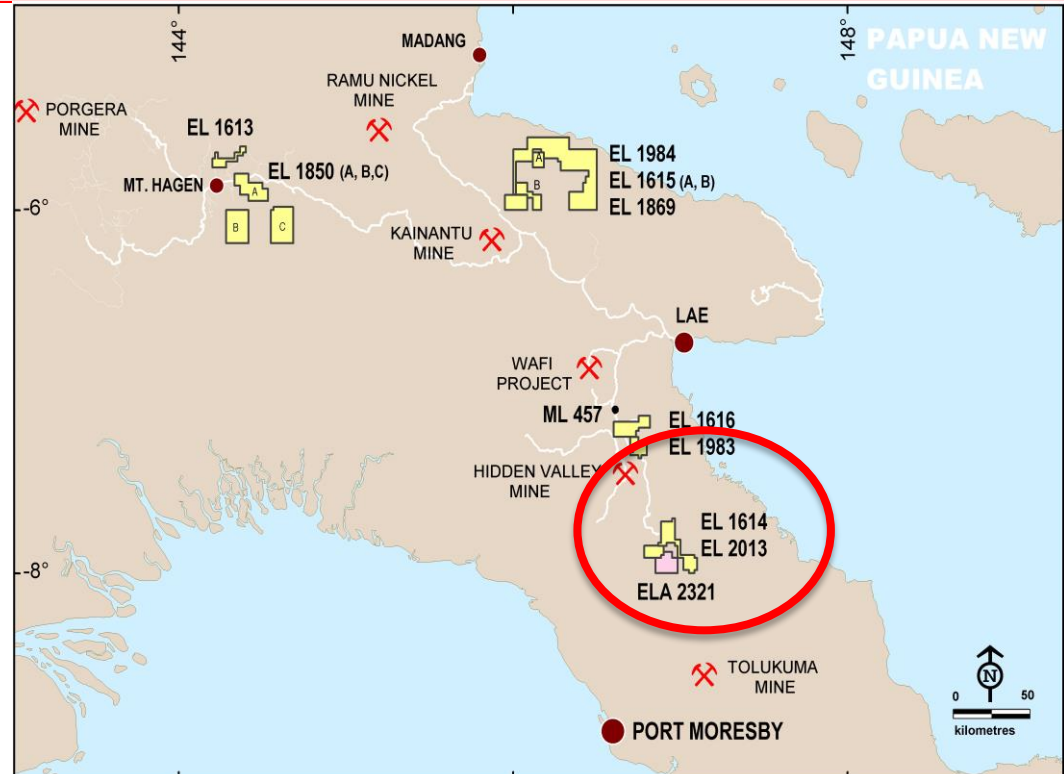 144
148
PAPUA NEW
GUINEA
MADANG
RAMU NICKEL
MINE
PORGERA
MINE
EL 1613
EL 1850 (A, B,C)
MT. HAGEN
A
B
C
EL 1984
EL 1615 (A, B)
EL 1869
A
B
-6
KAINANTU
MINE
LAE
WAFI
PROJECT
ML 457
EL 1616
EL 1983
HIDDEN VALLEY
MINE
EL 1614
EL 2013
-8
ELA 2321
TOLUKUMA
MINE
N
0 50
kilometres
PORT MORESBY